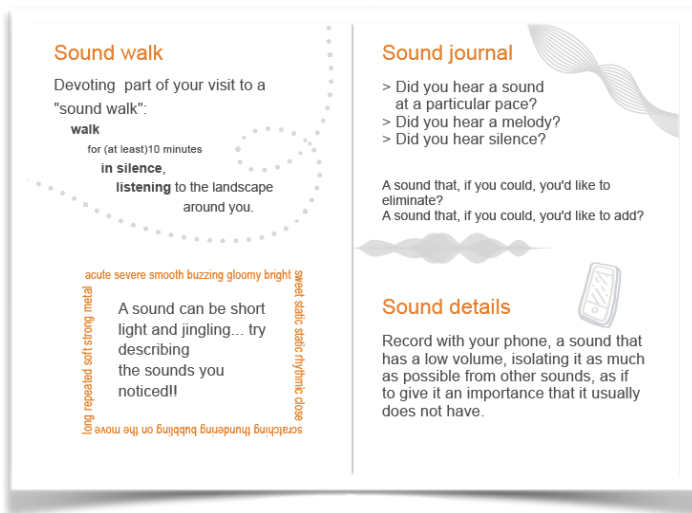 Sound walk
Devoting  part of your visit to a
"sound walk":
walk
for (at least)10 minutes
in silence,
listening to the landscape
around you.
acute severe smooth buzzing gloomy bright
sweet static static rhythmic close
scratching thundering bubbling on the move
long repeated soft strong metal
A sound can be short
light and jingling... try
describing
the sounds you
noticed!!
Sound journal
> Did you hear a sound
at a particular pace?
> Did you hear a melody?
> Did you hear silence?
A sound that, if you could, you'd like to
eliminate?
A sound that, if you could, you'd like to add?
Sound details
Record with your phone, a sound that
has a low volume, isolating it as much
as possible from other sounds, as if
to give it an importance that it usually
does not have.